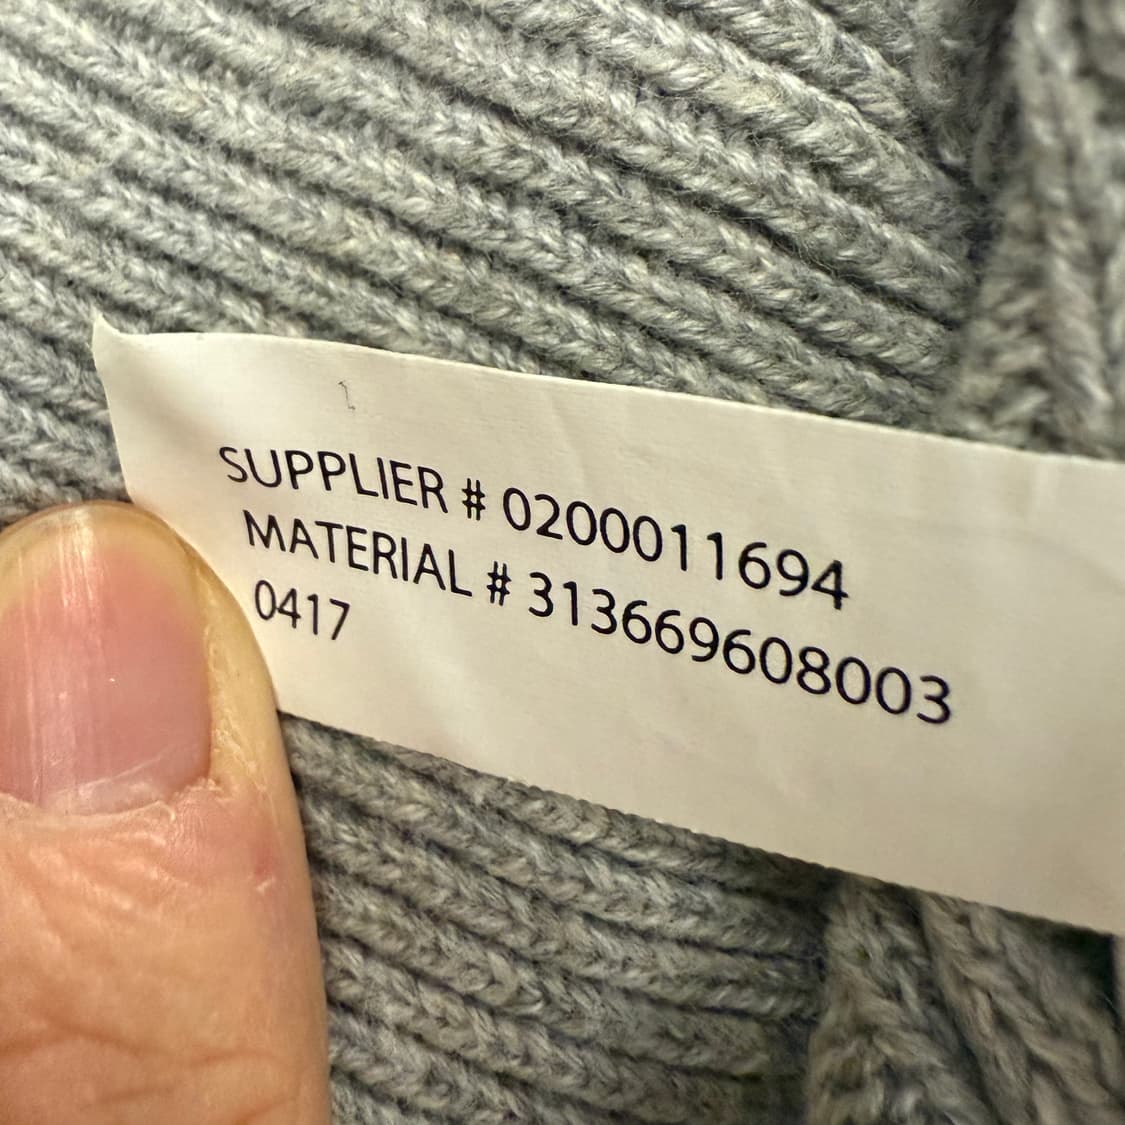 SUPPLIER # 0200011694
MATERIAL # 313669608003
0417